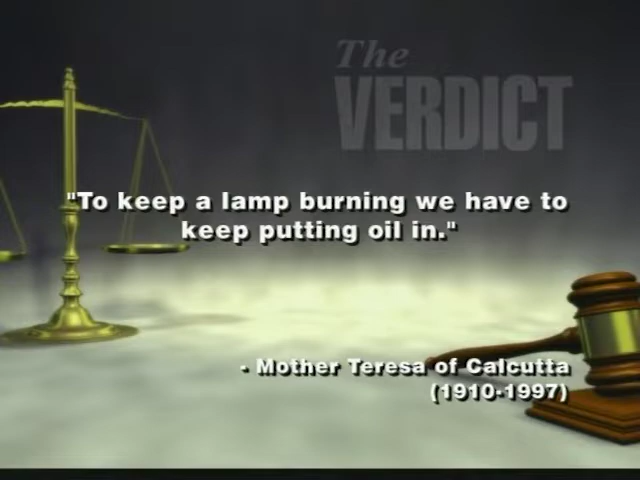 The
VERDICT
"To keep a lamp burning we have to
keep putting oil in."
- Mother Teresa of Calcutta
(1910-1997)